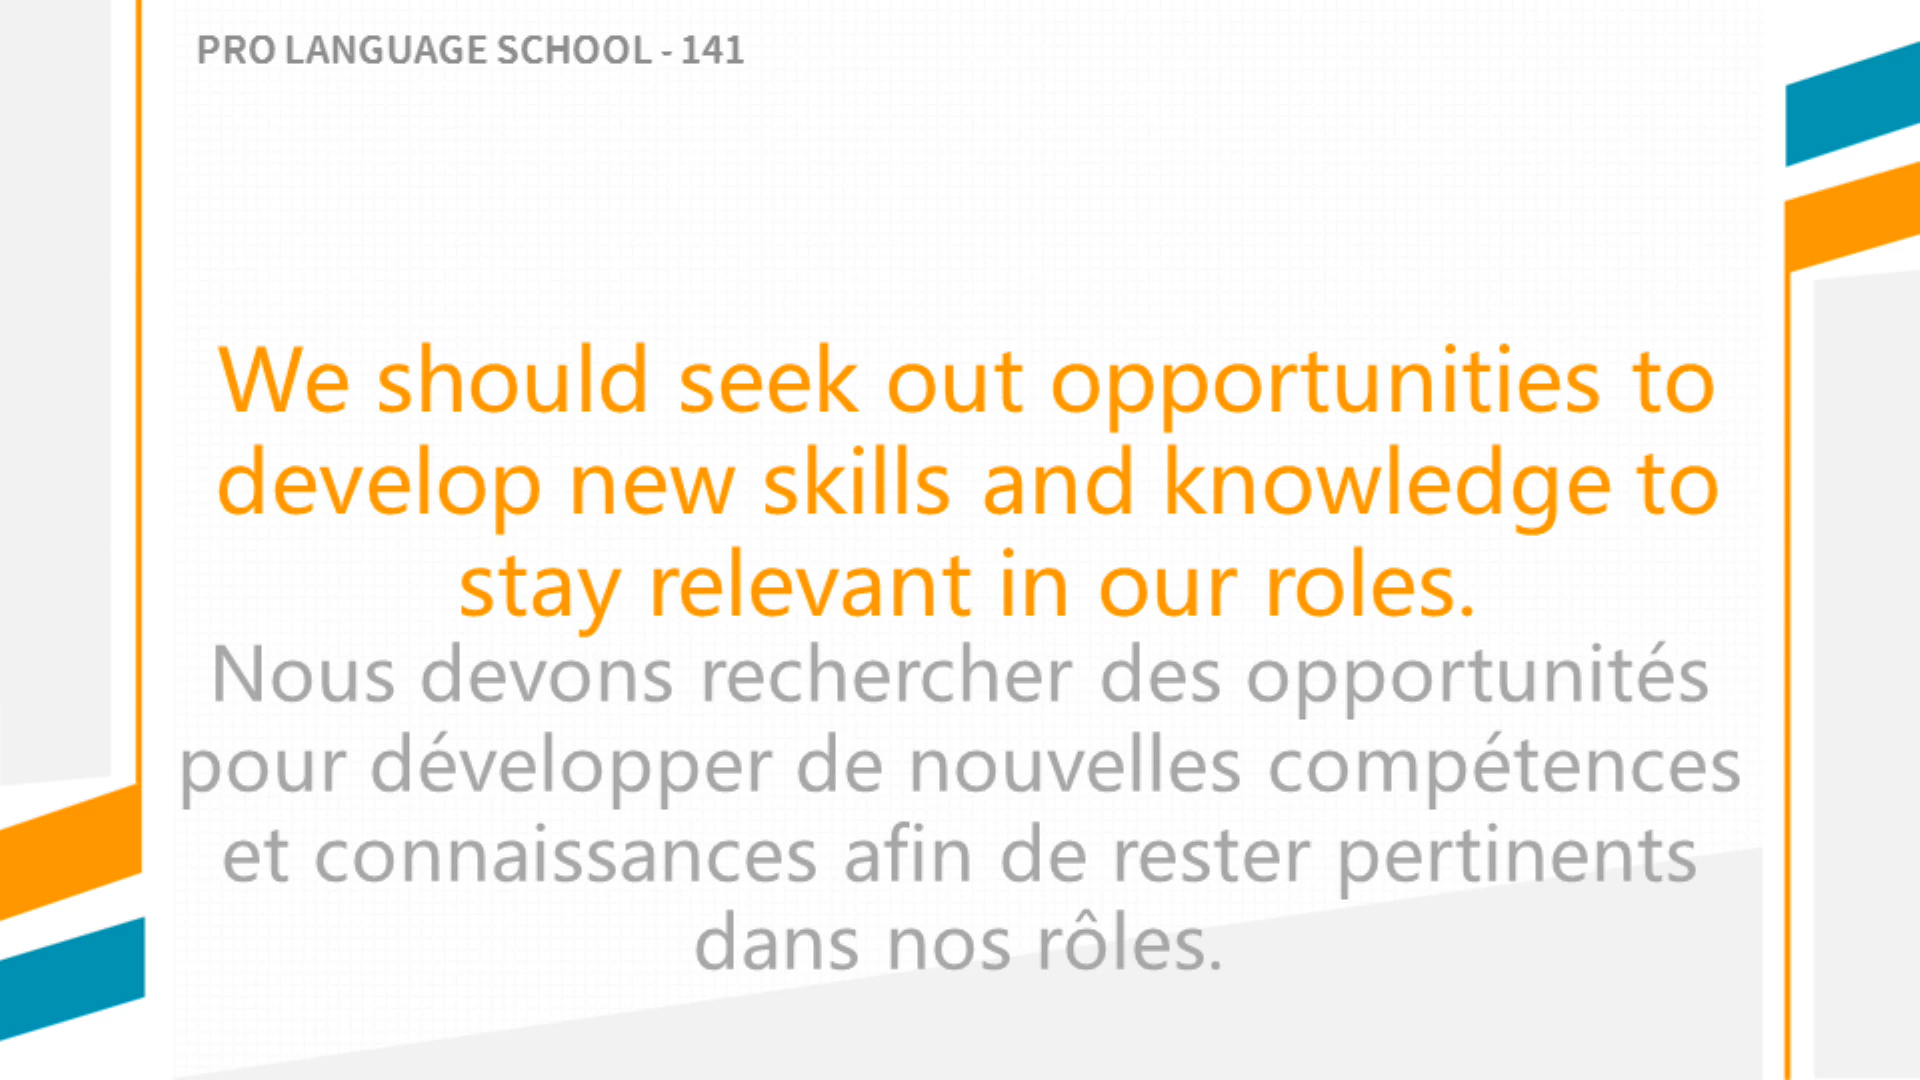 PRO LANGUAGE SCHOOL - 141
We should seek out opportunities to
develop new skills and knowledge to
stay relevant in our roles.
Nous devons rechercher des opportunités
pour développer de nouvelles compétences
et connaissances afin de rester pertinents
dans nos rôles.